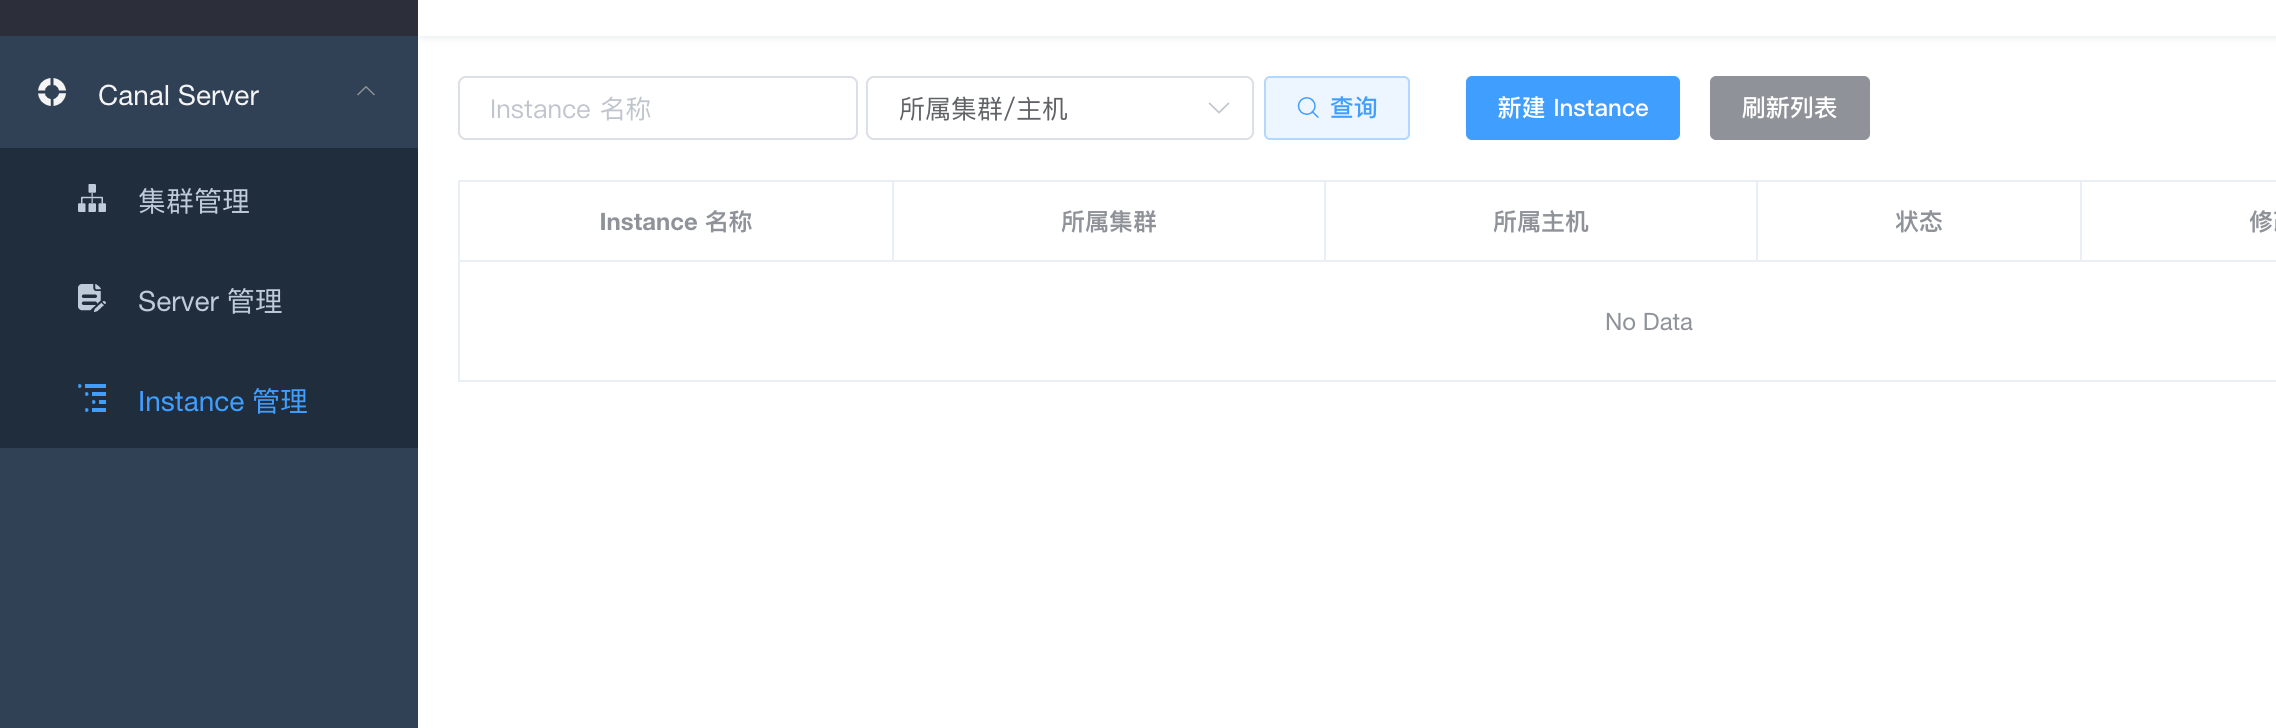 Canal Server
集群管理
Server 管理
Instance 管理
Instance 名称
所属集群/主机
查询
新建 Instance
刷新列表
Instance 名称
所属集群
所属主机
状态
修
No Data